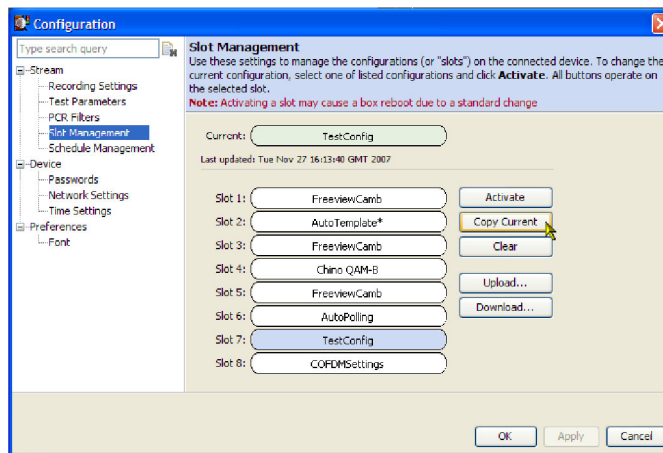 Configuration
Type search query
Stream
Recording Settings
Test Parameters
PCR Filters
Slot Management
Schedule Management
Device
Passwords
Network Settings
Time Settings
Preferences
Font
Slot Management
Use these settings to manage the configurations (or "slots") on the connected device. To change the
current configuration, select one of listed configurations and click Activate. All buttons operate on
the selected slot.
Note: Activating a slot may cause a box reboot due to a standard change
Current: TestConfig
Last updated: Tue Nov 27 16:13:40 GMT 2007
Slot 1: FreeviewCamb
Slot 2: AutoTemplate*
Slot 3: FreeviewCamb
Slot 4: Chino QAM-B
Slot 5: FreeviewCamb
Slot 6: AutoPolling
Slot 7: TestConfig
Slot 8: COFDMSettings
Activate
Copy Current
Clear
Upload...
Download...
OK Apply Cancel